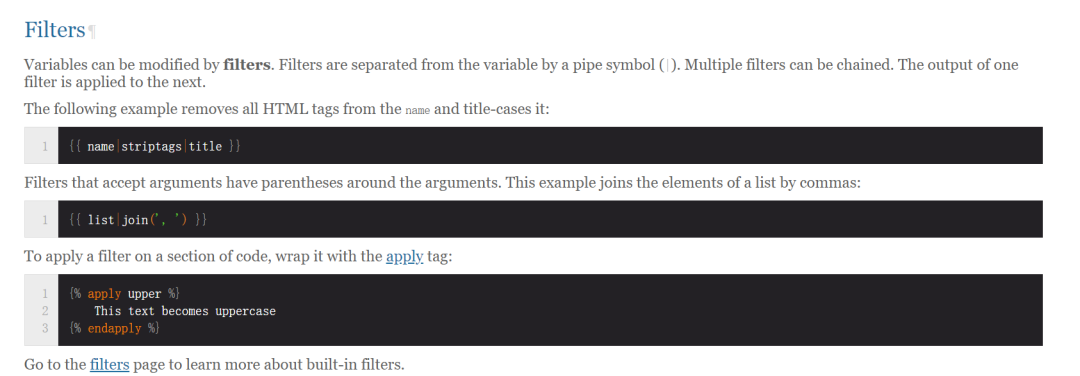 Filters¶
Variables can be modified by filters. Filters are separated from the variable by a pipe symbol (|). Multiple filters can be chained. The output of one
filter is applied to the next.
The following example removes all HTML tags from the name and title-cases it:
1 {{ name|striptags|title }}
Filters that accept arguments have parentheses around the arguments. This example joins the elements of a list by commas:
1 {{ list|join(', ') }}
To apply a filter on a section of code, wrap it with the apply tag:
1 {% apply upper %}
2     This text becomes uppercase
3 {% endapply %}
Go to the filters page to learn more about built-in filters.